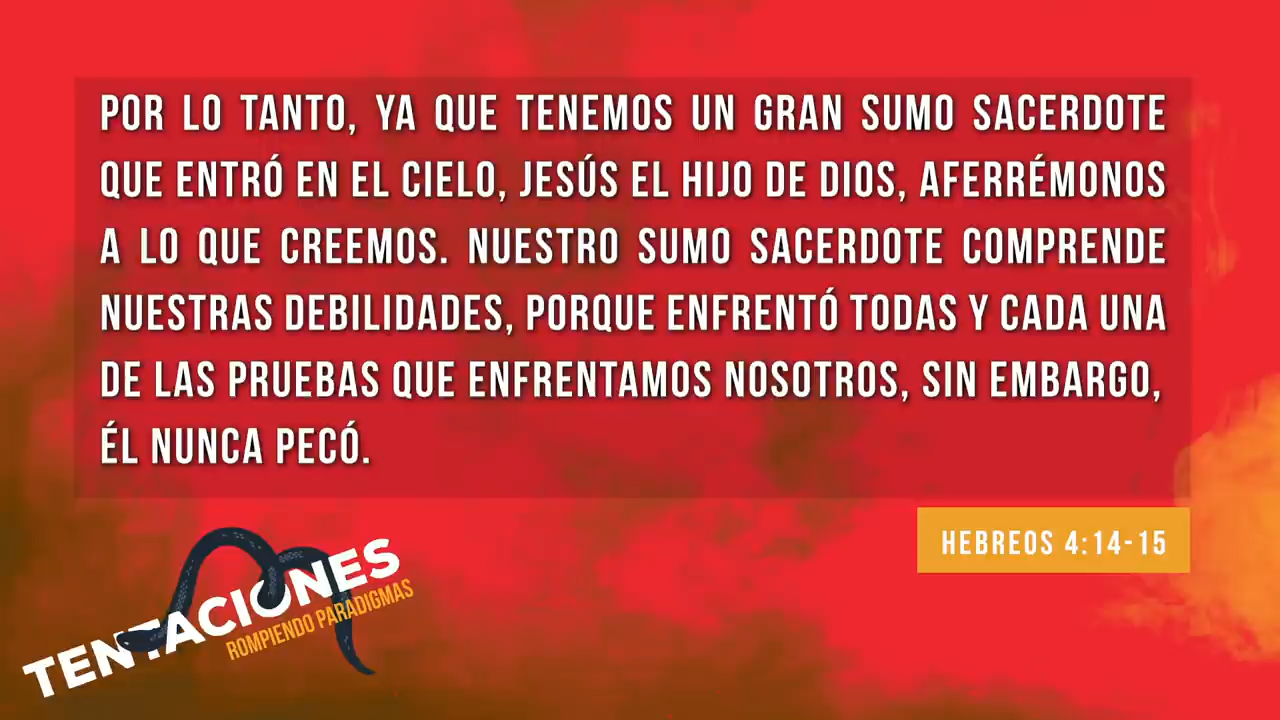 POR LO TANTO, YA QUE TENEMOS UN GRAN SUMO SACERDOTE
QUE ENTRÓ EN EL CIELO, JESÚS EL HIJO DE DIOS, AFERRÉMONOS
A LO QUE CREEMOS. NUESTRO SUMO SACERDOTE COMPRENDE
NUESTRAS DEBILIDADES, PORQUE ENFRENTÓ TODAS Y CADA UNA
DE LAS PRUEBAS QUE ENFRENTAMOS NOSOTROS, SIN EMBARGO,
ÉL NUNCA PECÓ.
HEBREOS 4:14-15
TENTACIONES
ROMPIENDO PARADIGMAS